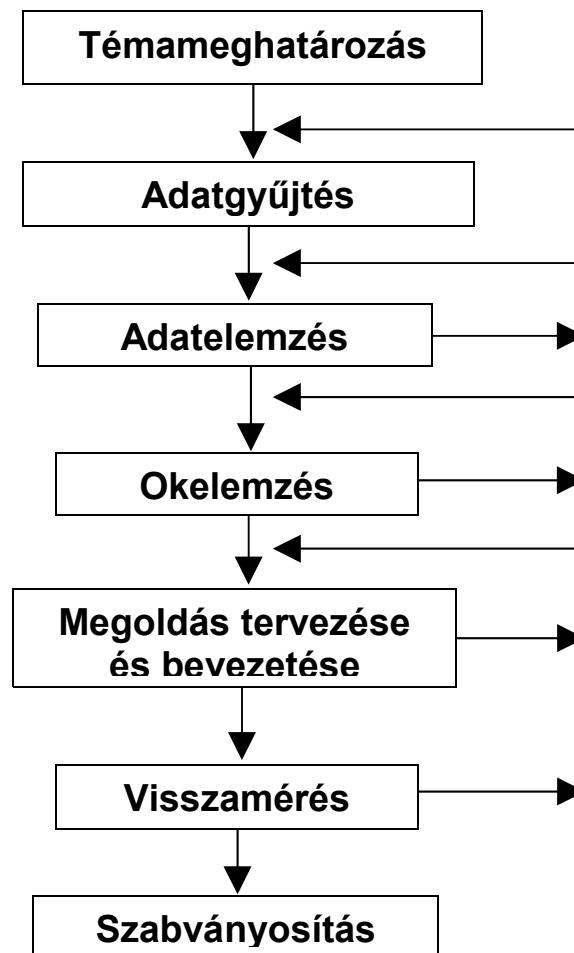 Témameghatározás
Adatgyűjtés
Adatelemzés
Okelemzés
Megoldás tervezése
és bevezetése
Visszamérés
Szabványosítás